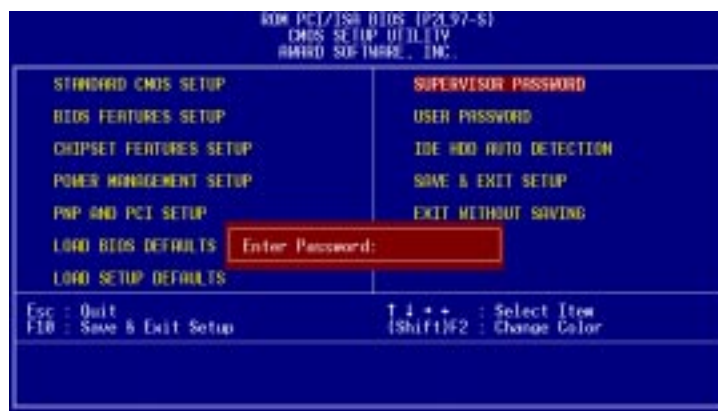 ROM PCI/ISA BIOS (P2L97-S)
CMOS SETUP UTILITY
AWARD SOFTWARE, INC.
STANDARD CMOS SETUP
BIOS FEATURES SETUP
CHIPSET FEATURES SETUP
POWER MANAGEMENT SETUP
PNP AND PCI SETUP
LOAD BIOS DEFAULTS
LOAD SETUP DEFAULTS
SUPERVISOR PASSWORD
USER PASSWORD
IDE HDD AUTO DETECTION
SAVE & EXIT SETUP
EXIT WITHOUT SAVING
Enter Password:
Esc : Quit
F10 : Save & Exit Setup
↑ ↓ → ← : Select Item
(Shift)F2 : Change Color